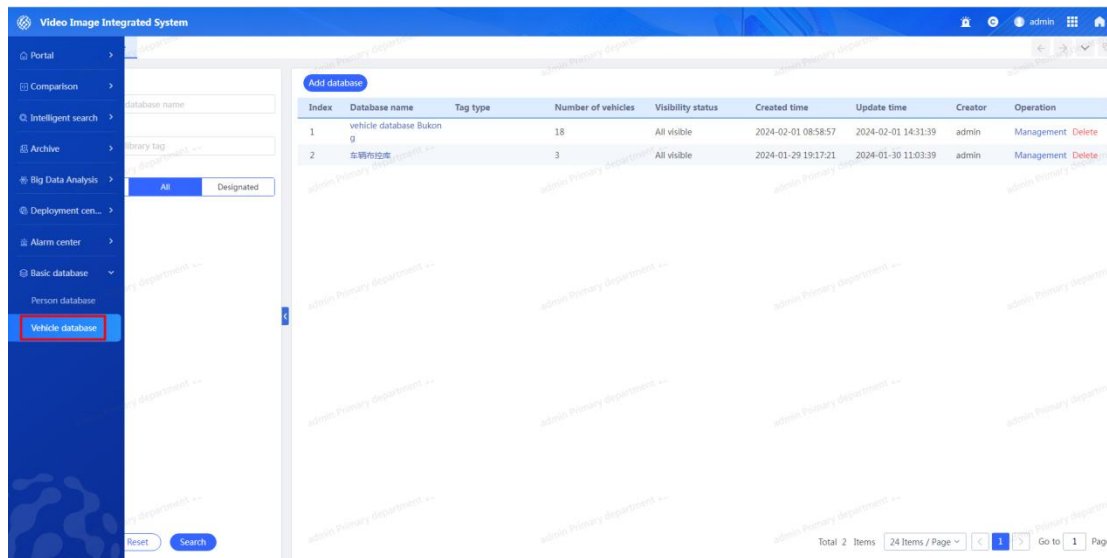 Video Image Integrated System
admin
Portal
Comparison
Intelligent search
Archive
Big Data Analysis
Deployment cen...
Alarm center
Basic database
Person database
Vehicle database
database name
library tag
All Designated
Reset Search
Add database
Index Database name Tag type Number of vehicles Visibility status Created time Update time Creator Operation
1 vehicle database Bukon
g 18 All visible 2024-02-01 08:58:57 2024-02-01 14:31:39 admin Management Delete
2 车辆布控库 3 All visible 2024-01-29 19:17:21 2024-01-30 11:03:39 admin Management Delete
admin Primary department
Total 2 Items 24 Items / Page 1 Go to 1 Pag